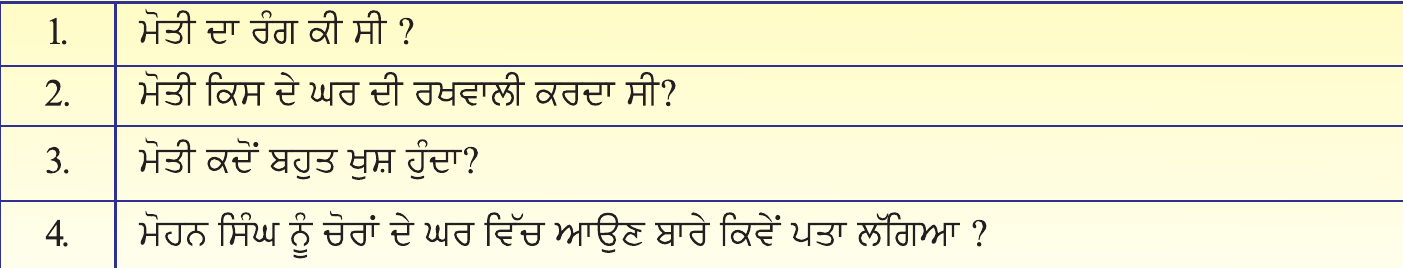 1. ਮੋਤੀ ਦਾ ਰੰਗ ਕੀ ਸੀ ?
2. ਮੋਤੀ ਕਿਸ ਦੇ ਘਰ ਦੀ ਰਖਵਾਲੀ ਕਰਦਾ ਸੀ?
3. ਮੋਤੀ ਕਦੋਂ ਬਹੁਤ ਖੁਸ਼ ਹੁੰਦਾ?
4. ਮੋਹਨ ਸਿੰਘ ਨੂੰ ਚੋਰਾਂ ਦੇ ਘਰ ਵਿੱਚ ਆਉਣ ਬਾਰੇ ਕਿਵੇਂ ਪਤਾ ਲੱਗਿਆ ?